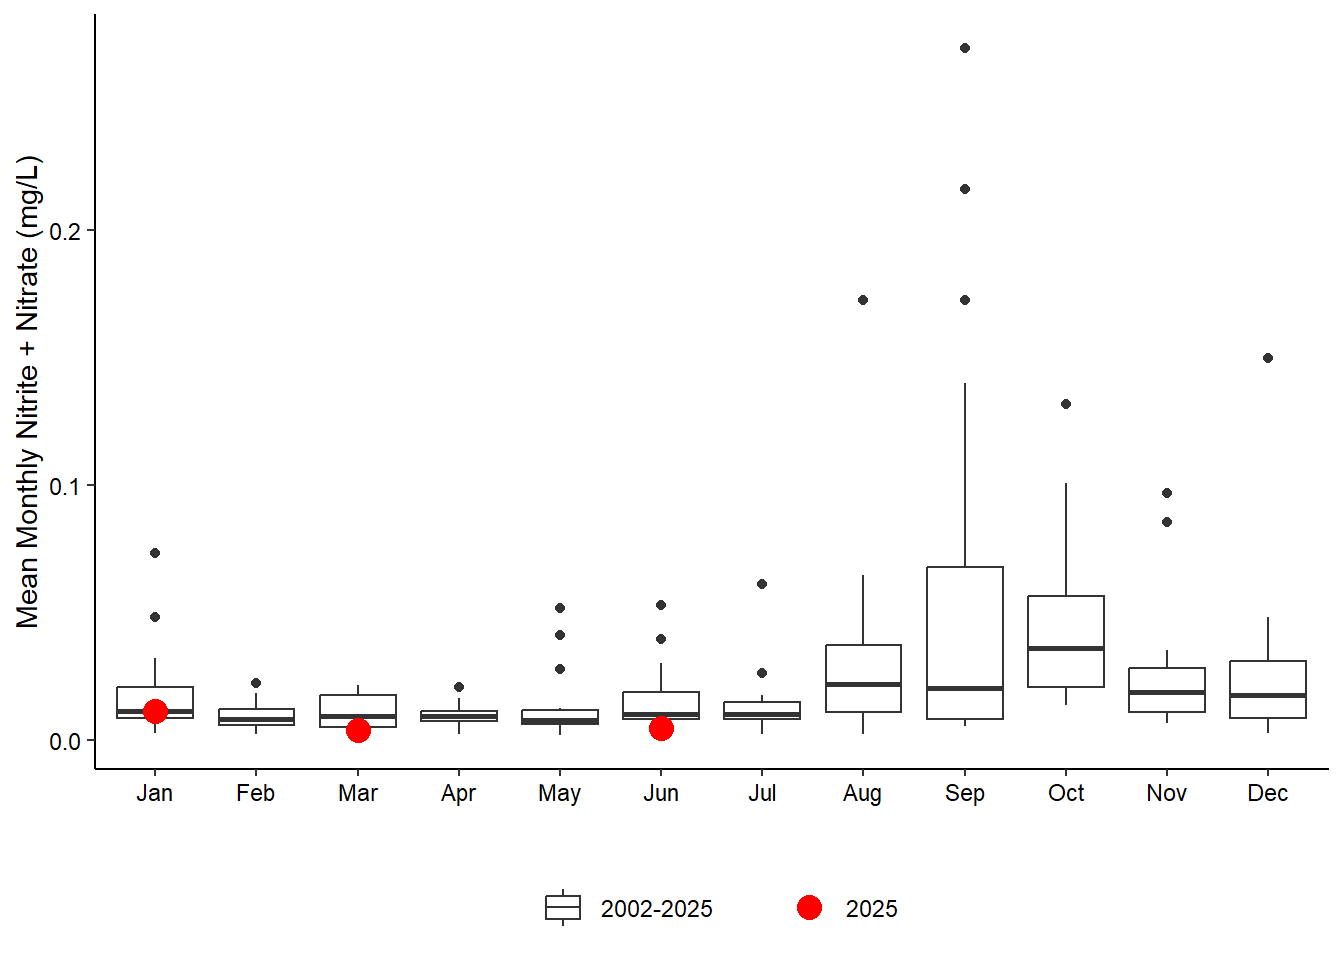 Mean Monthly Nitrite + Nitrate (mg/L)
0.2
0.1
0.0
Jan Feb Mar Apr May Jun Jul Aug Sep Oct Nov Dec
2002-2025 2025